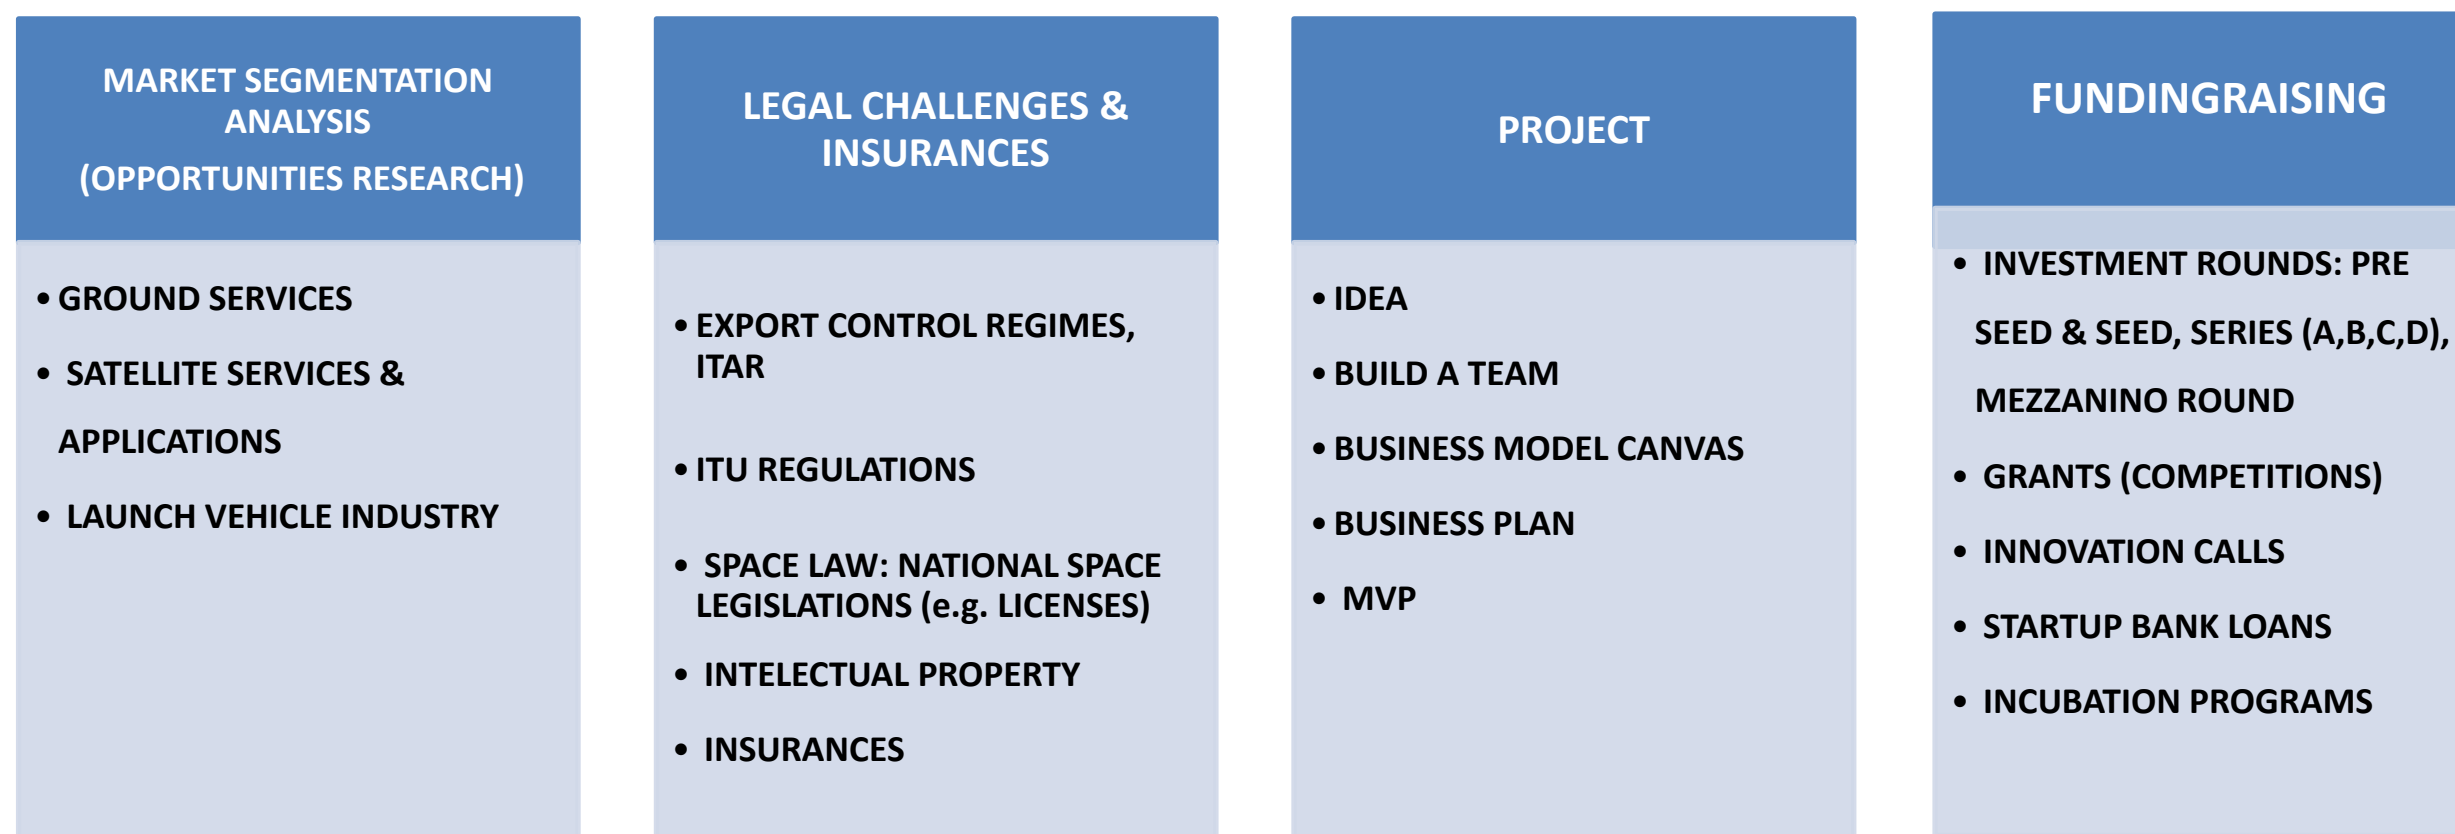 MARKET SEGMENTATION
ANALYSIS
(OPPORTUNITIES RESEARCH)
• GROUND SERVICES
• SATELLITE SERVICES &
APPLICATIONS
• LAUNCH VEHICLE INDUSTRY
LEGAL CHALLENGES &
INSURANCES
• EXPORT CONTROL REGIMES,
ITAR
• ITU REGULATIONS
• SPACE LAW: NATIONAL SPACE
LEGISLATIONS (e.g. LICENSES)
• INTELECTUAL PROPERTY
• INSURANCES
PROJECT
• IDEA
• BUILD A TEAM
• BUSINESS MODEL CANVAS
• BUSINESS PLAN
• MVP
FUNDINGRAISING
• INVESTMENT ROUNDS: PRE
SEED & SEED, SERIES (A,B,C,D),
MEZZANINO ROUND
• GRANTS (COMPETITIONS)
• INNOVATION CALLS
• STARTUP BANK LOANS
• INCUBATION PROGRAMS